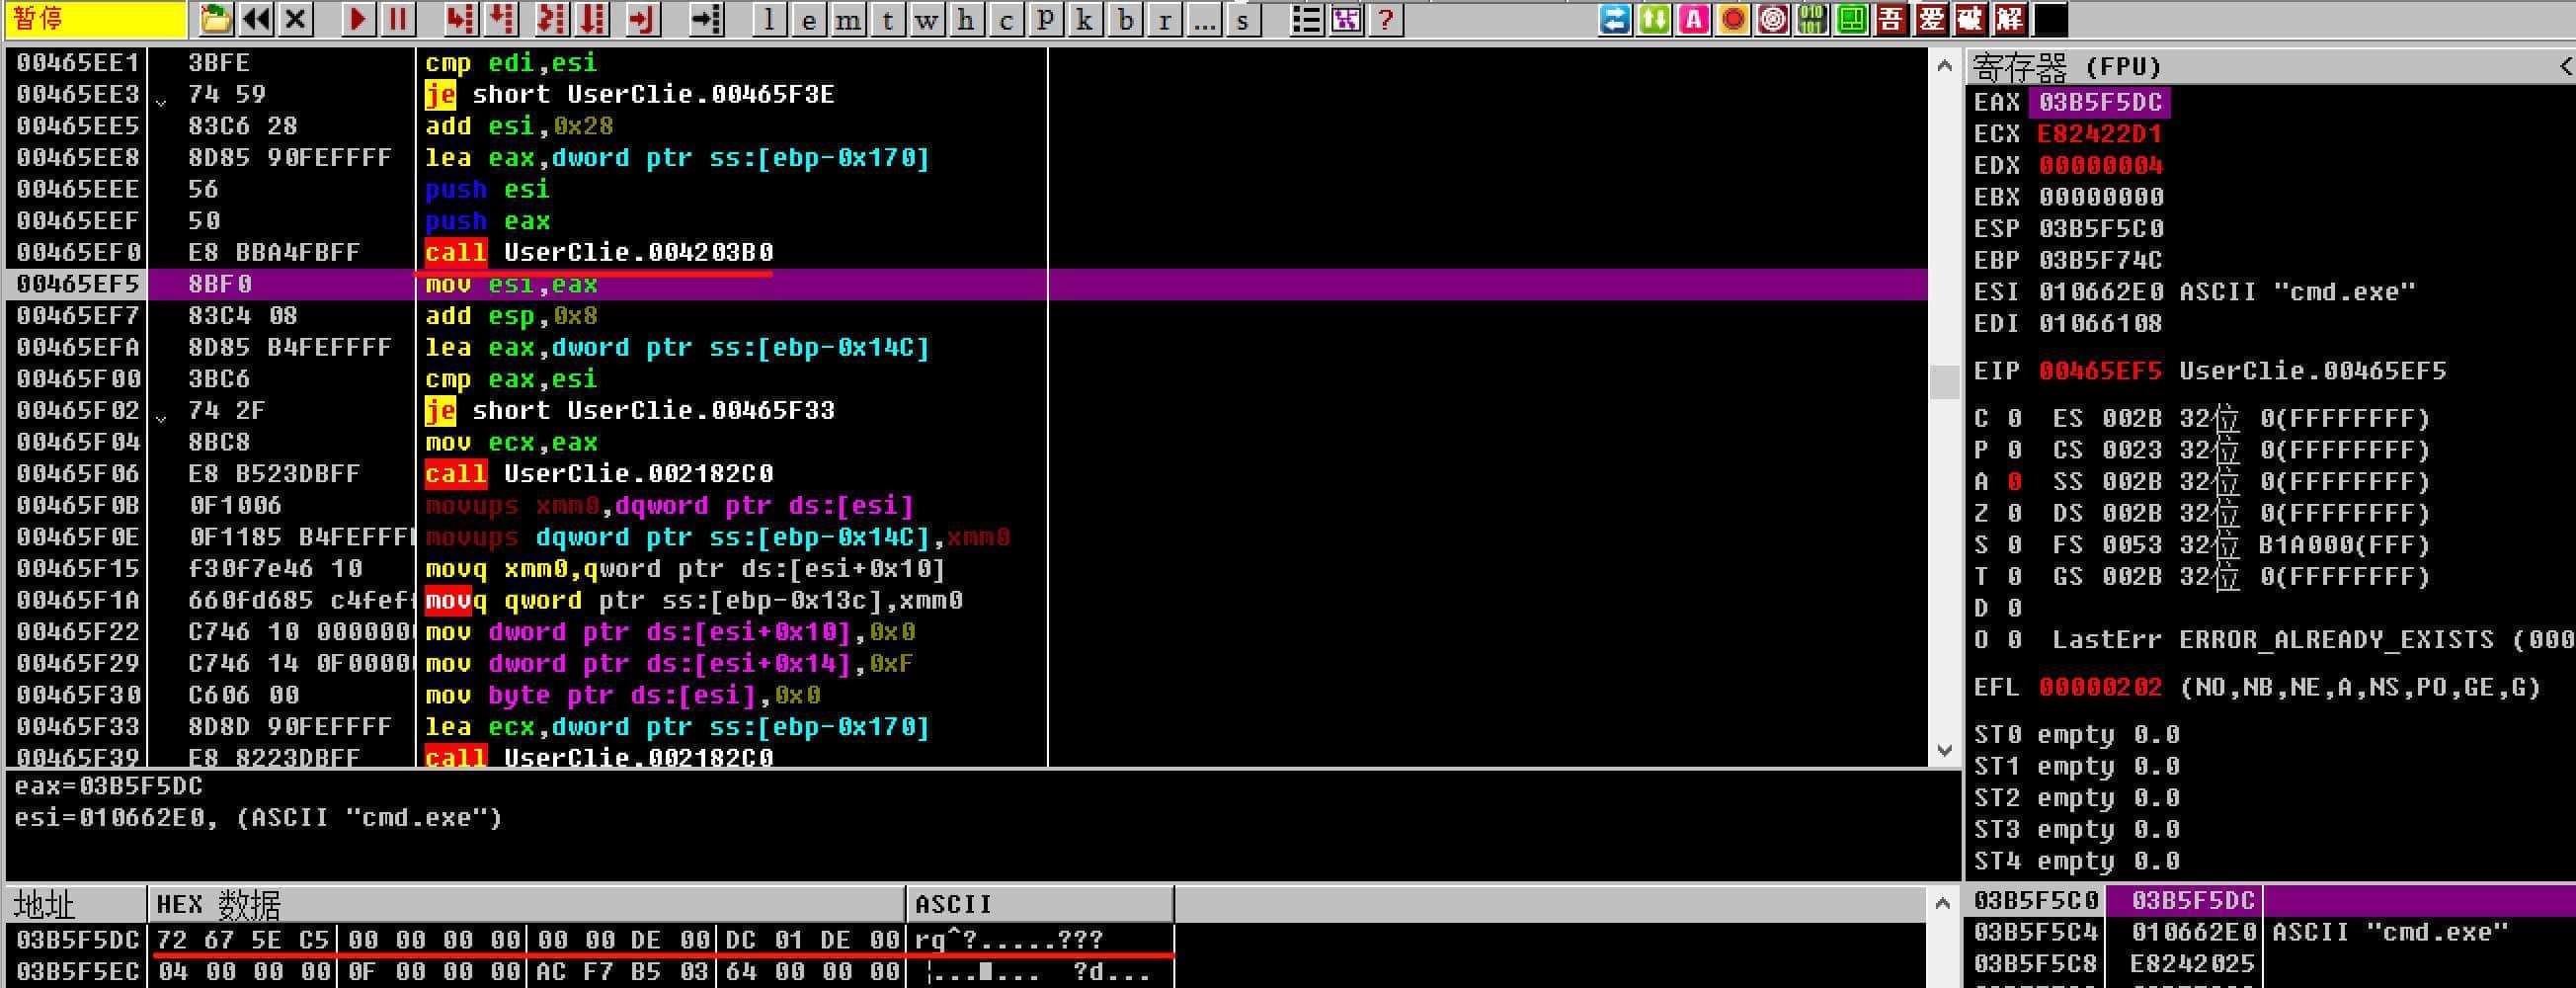 暂停 l e m t w h c p k b r ... s ? A 010 101 吾 爱 破 解
00465EE1 3BFE cmp edi,esi
00465EE3 74 59 je short UserClie.00465F3E
00465EE5 83C6 28 add esi,0x28
00465EE8 8D85 90FEFFFF lea eax,dword ptr ss:[ebp-0x170]
00465EEE 56 push esi
00465EEF 50 push eax
00465EF0 E8 BBA4FBFF call UserClie.004203B0
00465EF5 8BF0 mov esi,eax
00465EF7 83C4 08 add esp,0x8
00465EFA 8D85 B4FEFFFF lea eax,dword ptr ss:[ebp-0x14C]
00465F00 3BC6 cmp eax,esi
00465F02 74 2F je short UserClie.00465F33
00465F04 8BC8 mov ecx,eax
00465F06 E8 B523DBFF call UserClie.002182C0
00465F0B 0F1006 movups xmm0,dqword ptr ds:[esi]
00465F0E 0F1185 B4FEFFF movups dqword ptr ss:[ebp-0x14C],xmm0
00465F15 f30f7e46 10 movq xmm0,qword ptr ds:[esi+0x10]
00465F1A 660fd685 c4fef movq qword ptr ss:[ebp-0x13c],xmm0
00465F22 C746 10 000000 mov dword ptr ds:[esi+0x10],0x0
00465F29 C746 14 0F0000 mov dword ptr ds:[esi+0x14],0xF
00465F30 C606 00 mov byte ptr ds:[esi],0x0
00465F33 8D8D 90FEFFFF lea ecx,dword ptr ss:[ebp-0x170]
00465F39 E8 8223DBFF call UserClie.002182C0
eax=03B5F5DC
esi=010662E0, (ASCII "cmd.exe")
寄存器 (FPU) <
EAX 03B5F5DC
ECX E82422D1
EDX 00000004
EBX 00000000
ESP 03B5F5C0
EBP 03B5F74C
ESI 010662E0 ASCII "cmd.exe"
EDI 01066108
EIP 00465EF5 UserClie.00465EF5
C 0 ES 002B 32位 0(FFFFFFFF)
P 0 CS 0023 32位 0(FFFFFFFF)
A 0 SS 002B 32位 0(FFFFFFFF)
Z 0 DS 002B 32位 0(FFFFFFFF)
S 0 FS 0053 32位 B1A000(FFF)
T 0 GS 002B 32位 0(FFFFFFFF)
D 0
O 0 LastErr ERROR_ALREADY_EXISTS (000
EFL 00000202 (NO,NB,NE,A,NS,PO,GE,G)
ST0 empty 0.0
ST1 empty 0.0
ST2 empty 0.0
ST3 empty 0.0
ST4 empty 0.0
地址 HEX 数据 ASCII
03B5F5DC 72 67 5E C5 00 00 00 00 00 00 DE 00 DC 01 DE 00 rg^?.....???
03B5F5EC 04 00 00 00 0F 00 00 00 AC F7 B5 03 64 00 00 00 ¦...■... ?d...
03B5F5C0 03B5F5DC
03B5F5C4 010662E0 ASCII "cmd.exe"
03B5F5C8 E8242025